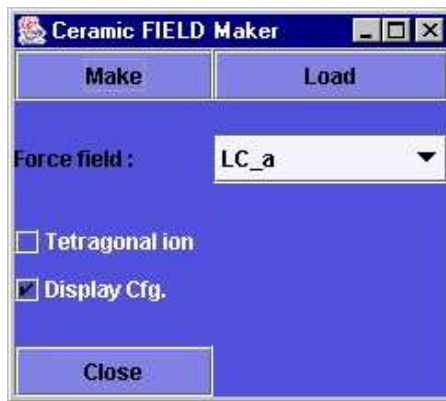 Ceramic FIELD Maker
Make Load
Force field : LC_a
Tetragonal ion
Display Cfg.
Close